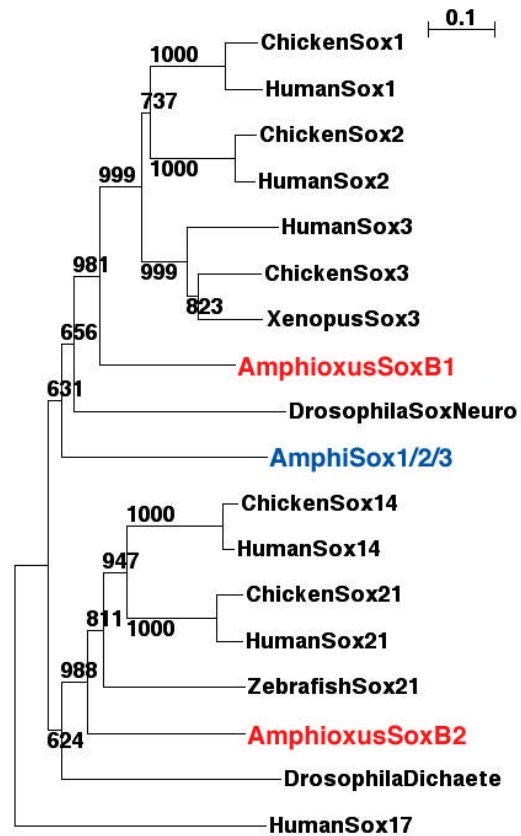 0.1
1000
ChickenSox1
HumanSox1
737
ChickenSox2
1000
HumanSox2
999
HumanSox3
999
ChickenSox3
823
XenopusSox3
981
AmphioxusSoxB1
656
DrosophilaSoxNeuro
631
AmphiSox1/2/3
ChickenSox14
1000
HumanSox14
947
ChickenSox21
811
1000
HumanSox21
988
ZebrafishSox21
AmphioxusSoxB2
624
DrosophilaDichaete
HumanSox17